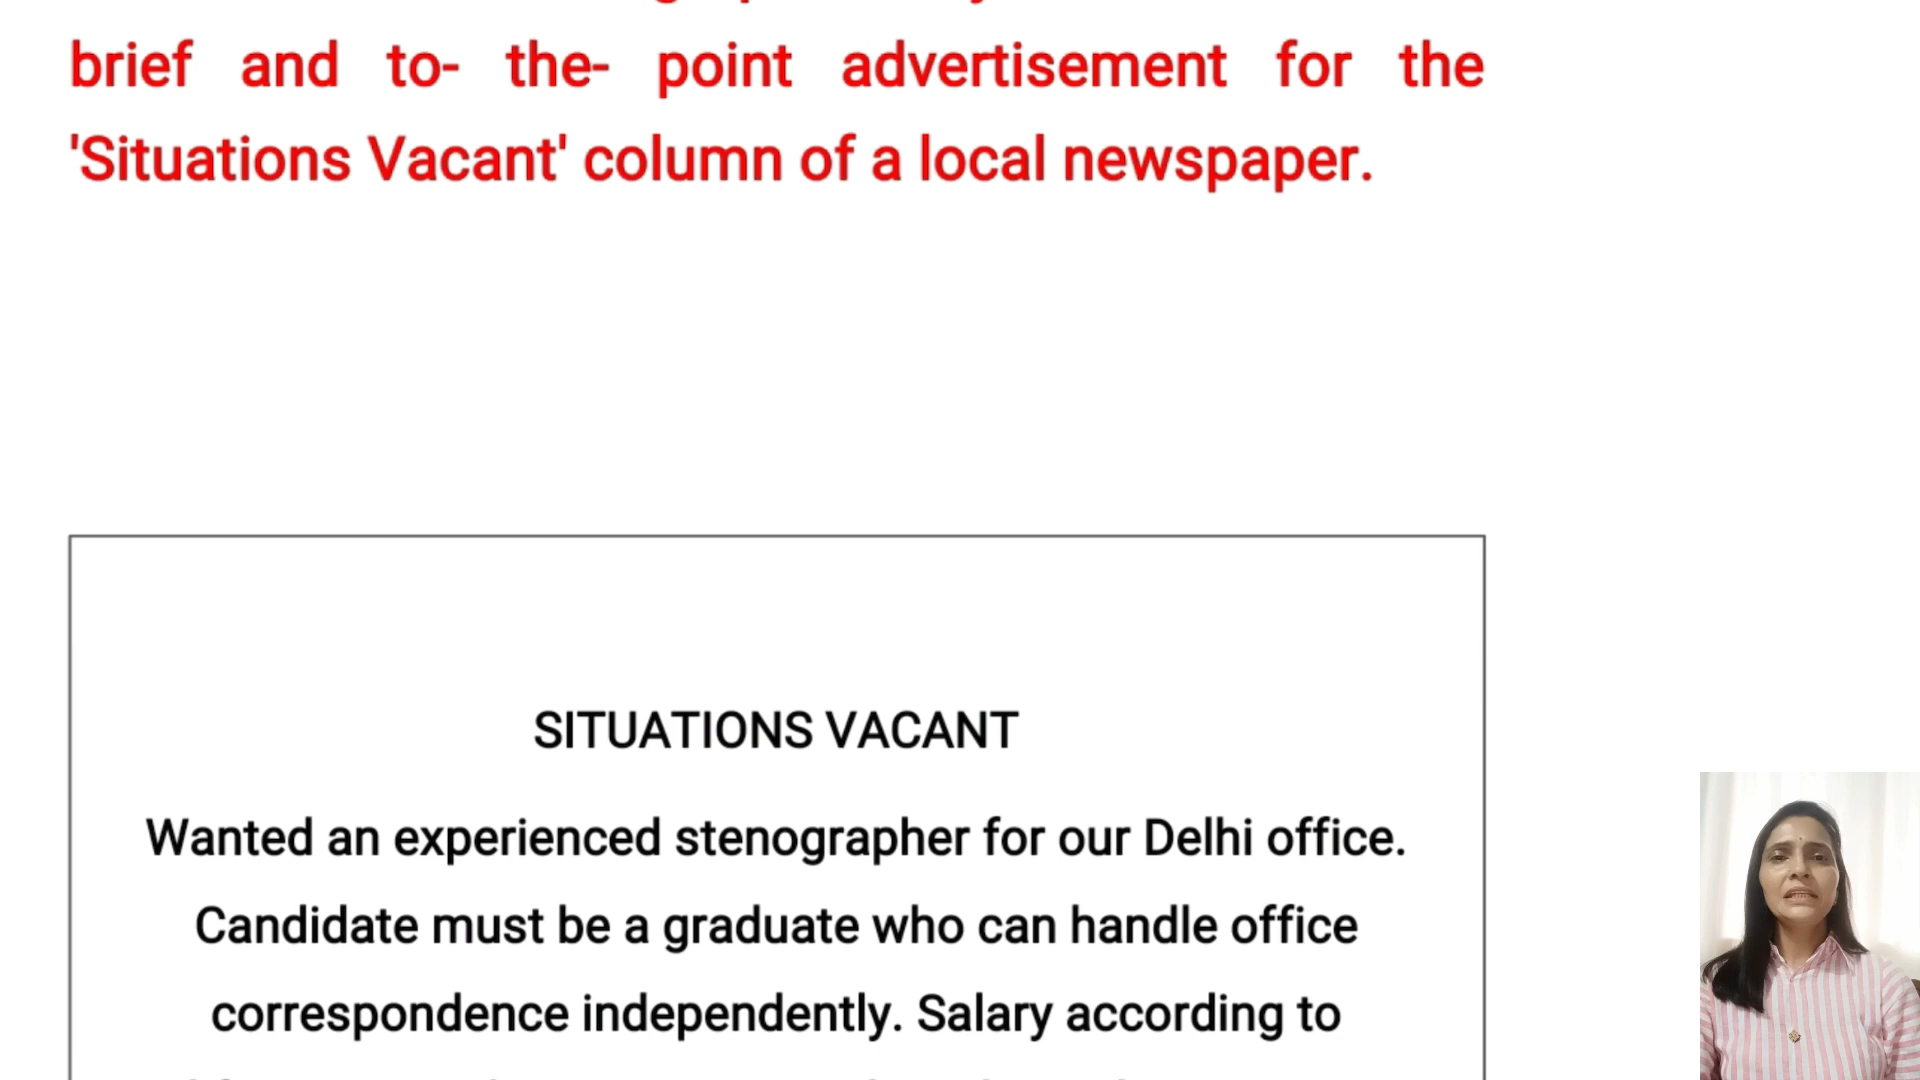 brief and to- the- point advertisement for the
'Situations Vacant' column of a local newspaper.
SITUATIONS VACANT
Wanted an experienced stenographer for our Delhi office.
Candidate must be a graduate who can handle office
correspondence independently. Salary according to